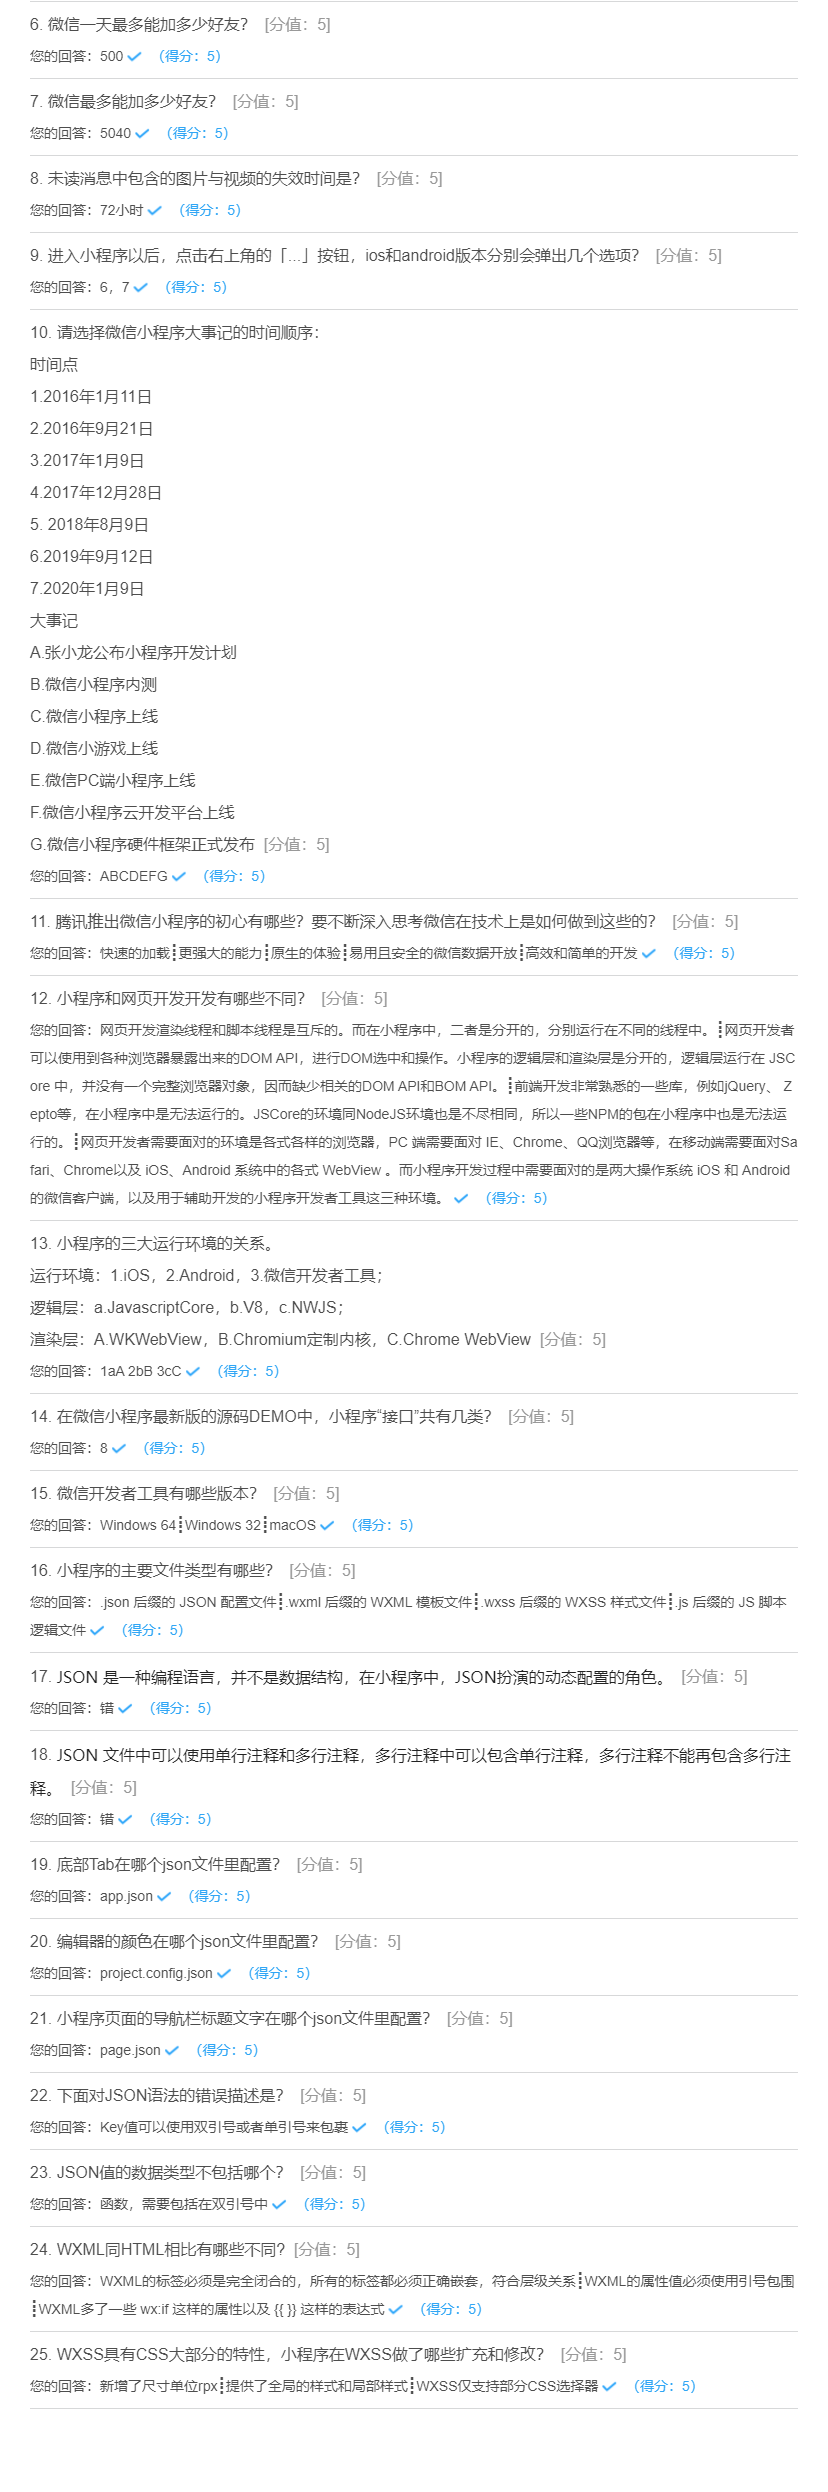 6. 微信一天最多能加多少好友？ [分值：5]
您的回答：500 （得分：5）
7. 微信最多能加多少好友？ [分值：5]
您的回答：5040 （得分：5）
8. 未读消息中包含的图片与视频的失效时间是？ [分值：5]
您的回答：72小时 （得分：5）
9. 进入小程序以后，点击右上角的「...」按钮，ios和android版本分别会弹出几个选项？ [分值：5]
您的回答：6，7 （得分：5）
10. 请选择微信小程序大事记的时间顺序：
时间点
1.2016年1月11日
2.2016年9月21日
3.2017年1月9日
4.2017年12月28日
5. 2018年8月9日
6.2019年9月12日
7.2020年1月9日
大事记
A.张小龙公布小程序开发计划
B.微信小程序内测
C.微信小程序上线
D.微信小游戏上线
E.微信PC端小程序上线
F.微信小程序云开发平台上线
G.微信小程序硬件框架正式发布 [分值：5]
您的回答：ABCDEFG （得分：5）
11. 腾讯推出微信小程序的初心有哪些？要不断深入思考微信在技术上是如何做到这些的？ [分值：5]
您的回答：快速的加载┋更强大的能力┋原生的体验┋易用且安全的微信数据开放┋高效和简单的开发 （得分：5）
12. 小程序和网页开发开发有哪些不同？ [分值：5]
您的回答：网页开发渲染线程和脚本线程是互斥的。而在小程序中，二者是分开的，分别运行在不同的线程中。┋网页开发者
可以使用到各种浏览器暴露出来的DOM API，进行DOM选中和操作。小程序的逻辑层和渲染层是分开的，逻辑层运行在 JSC
ore 中，并没有一个完整浏览器对象，因而缺少相关的DOM API和BOM API。┋前端开发非常熟悉的一些库，例如jQuery、 Z
epto等，在小程序中是无法运行的。JSCore的环境同NodeJS环境也是不尽相同，所以一些NPM的包在小程序中也是无法运
行的。┋网页开发者需要面对的环境是各式各样的浏览器，PC 端需要面对 IE、Chrome、QQ浏览器等，在移动端需要面对Sa
fari、Chrome以及 iOS、Android 系统中的各式 WebView 。而小程序开发过程中需要面对的是两大操作系统 iOS 和 Android
的微信客户端，以及用于辅助开发的小程序开发者工具这三种环境。 （得分：5）
13. 小程序的三大运行环境的关系。
运行环境：1.iOS，2.Android，3.微信开发者工具；
逻辑层：a.JavascriptCore，b.V8，c.NWJS；
渲染层：A.WKWebView，B.Chromium定制内核，C.Chrome WebView [分值：5]
您的回答：1aA 2bB 3cC （得分：5）
14. 在微信小程序最新版的源码DEMO中，小程序“接口”共有几类？ [分值：5]
您的回答：8 （得分：5）
15. 微信开发者工具有哪些版本？ [分值：5]
您的回答：Windows 64┋Windows 32┋macOS （得分：5）
16. 小程序的主要文件类型有哪些？ [分值：5]
您的回答：.json 后缀的 JSON 配置文件┋.wxml 后缀的 WXML 模板文件┋.wxss 后缀的 WXSS 样式文件┋.js 后缀的 JS 脚本
逻辑文件 （得分：5）
17. JSON 是一种编程语言，并不是数据结构，在小程序中，JSON扮演的动态配置的角色。 [分值：5]
您的回答：错 （得分：5）
18. JSON 文件中可以使用单行注释和多行注释，多行注释中可以包含单行注释，多行注释不能再包含多行注
释。 [分值：5]
您的回答：错 （得分：5）
19. 底部Tab在哪个json文件里配置？ [分值：5]
您的回答：app.json （得分：5）
20. 编辑器的颜色在哪个json文件里配置？ [分值：5]
您的回答：project.config.json （得分：5）
21. 小程序页面的导航栏标题文字在哪个json文件里配置？ [分值：5]
您的回答：page.json （得分：5）
22. 下面对JSON语法的错误描述是？ [分值：5]
您的回答：Key值可以使用双引号或者单引号来包裹 （得分：5）
23. JSON值的数据类型不包括哪个？ [分值：5]
您的回答：函数，需要包括在双引号中 （得分：5）
24. WXML同HTML相比有哪些不同? [分值：5]
您的回答：WXML的标签必须是完全闭合的，所有的标签都必须正确嵌套，符合层级关系┋WXML的属性值必须使用引号包围
┋WXML多了一些 wx:if 这样的属性以及 {{ }} 这样的表达式 （得分：5）
25. WXSS具有CSS大部分的特性，小程序在WXSS做了哪些扩充和修改？ [分值：5]
您的回答：新增了尺寸单位rpx┋提供了全局的样式和局部样式┋WXSS仅支持部分CSS选择器 （得分：5）